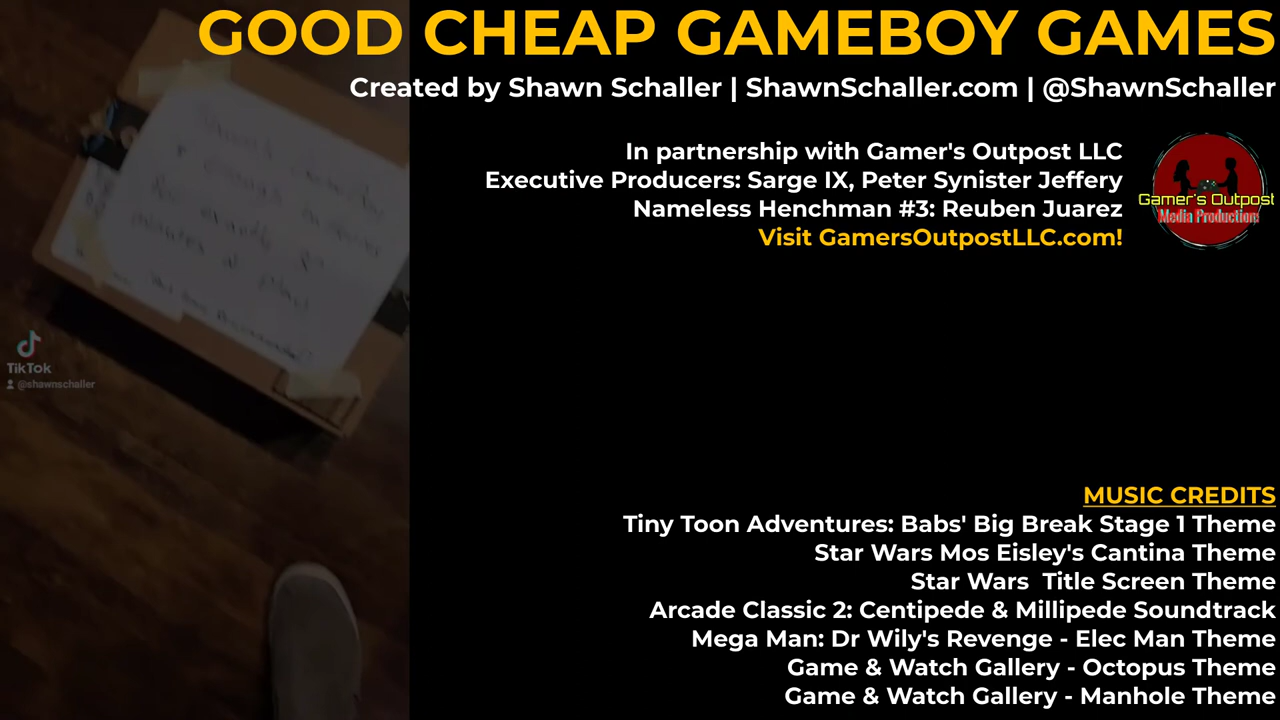 GOOD CHEAP GAMEBOY GAMES
Created by Shawn Schaller | ShawnSchaller.com | @ShawnSchaller
In partnership with Gamer's Outpost LLC
Executive Producers: Sarge IX, Peter Synister Jeffery
Nameless Henchman #3: Reuben Juarez
Visit GamersOutpostLLC.com!
Gamer's Outpost
Media Production
TikTok
@shawnschaller
MUSIC CREDITS
Tiny Toon Adventures: Babs' Big Break Stage 1 Theme
Star Wars Mos Eisley's Cantina Theme
Star Wars  Title Screen Theme
Arcade Classic 2: Centipede & Millipede Soundtrack
Mega Man: Dr Wily's Revenge - Elec Man Theme
Game & Watch Gallery - Octopus Theme
Game & Watch Gallery - Manhole Theme